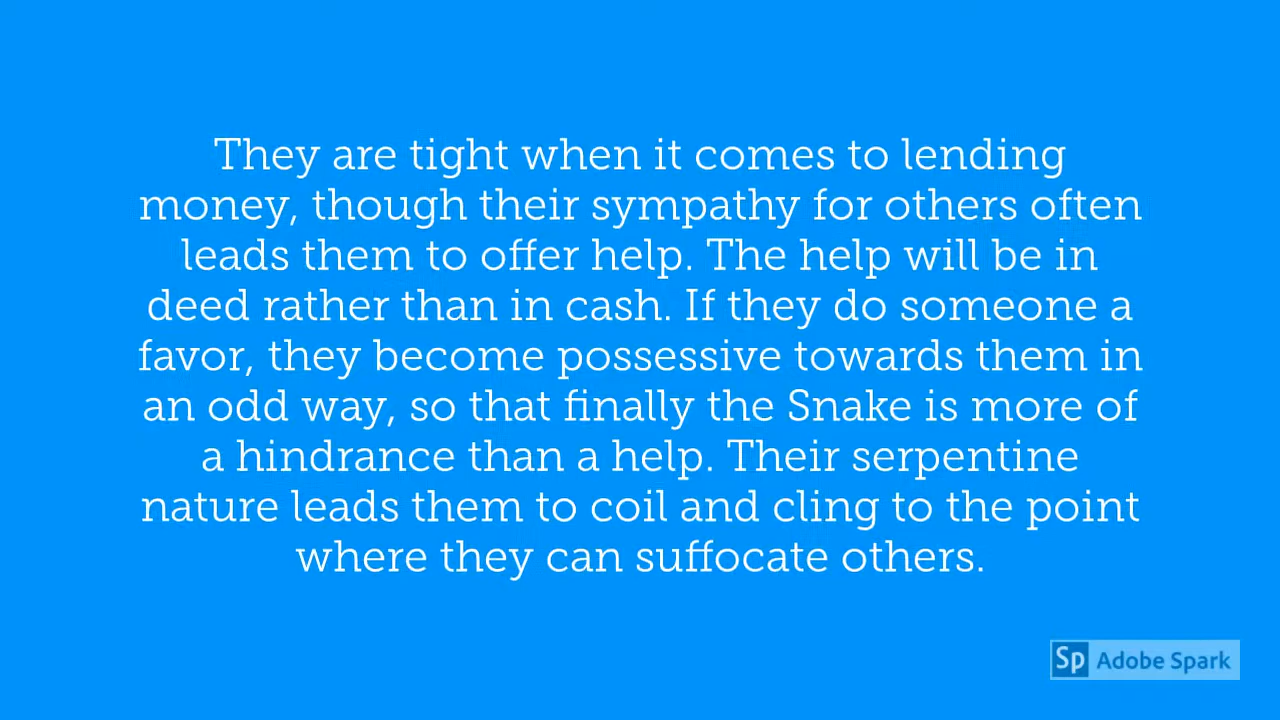 They are tight when it comes to lending
money, though their sympathy for others often
leads them to offer help. The help will be in
deed rather than in cash. If they do someone a
favor, they become possessive towards them in
an odd way, so that finally the Snake is more of
a hindrance than a help. Their serpentine
nature leads them to coil and cling to the point
where they can suffocate others.
Sp Adobe Spark